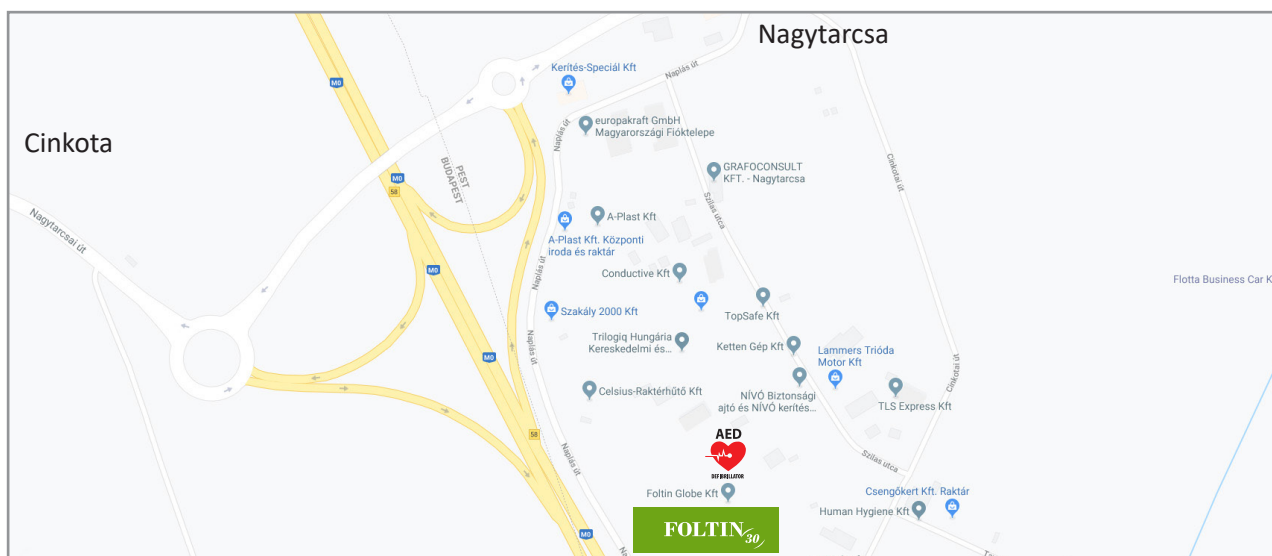 Nagytarcsa
Cinkota
M0
Kerítés-Speciál Kft
Naplás út
europakraft GmbH
Magyarországi Fióktelepe
Naplás út
PEST
BUDAPEST
M0
58
GRAFOCONSULT
KFT. - Nagytarcsa
Cinkotai út
Nagytarcsai út
A-Plast Kft
Szilas utca
A-Plast Kft. Központi
iroda és raktár
M0
Naplás út
Conductive Kft
Flotta Business Car K
Szakály 2000 Kft
TopSafe Kft
Trilogiq Hungária
Kereskedelmi és...
Ketten Gép Kft
Naplás út
M0
Lammers Trióda
Motor Kft
Cinkotai út
Celsius-Raktérhűtő Kft
NÍVÓ Biztonsági
ajtó és NÍVÓ kerítés...
TLS Express Kft
58
AED
DEFIBRILLATOR
Naplás út
Szilas utca
Foltin Globe Kft
Csengőkert Kft. Raktár
Human Hygiene Kft
FOLTIN 30
M0